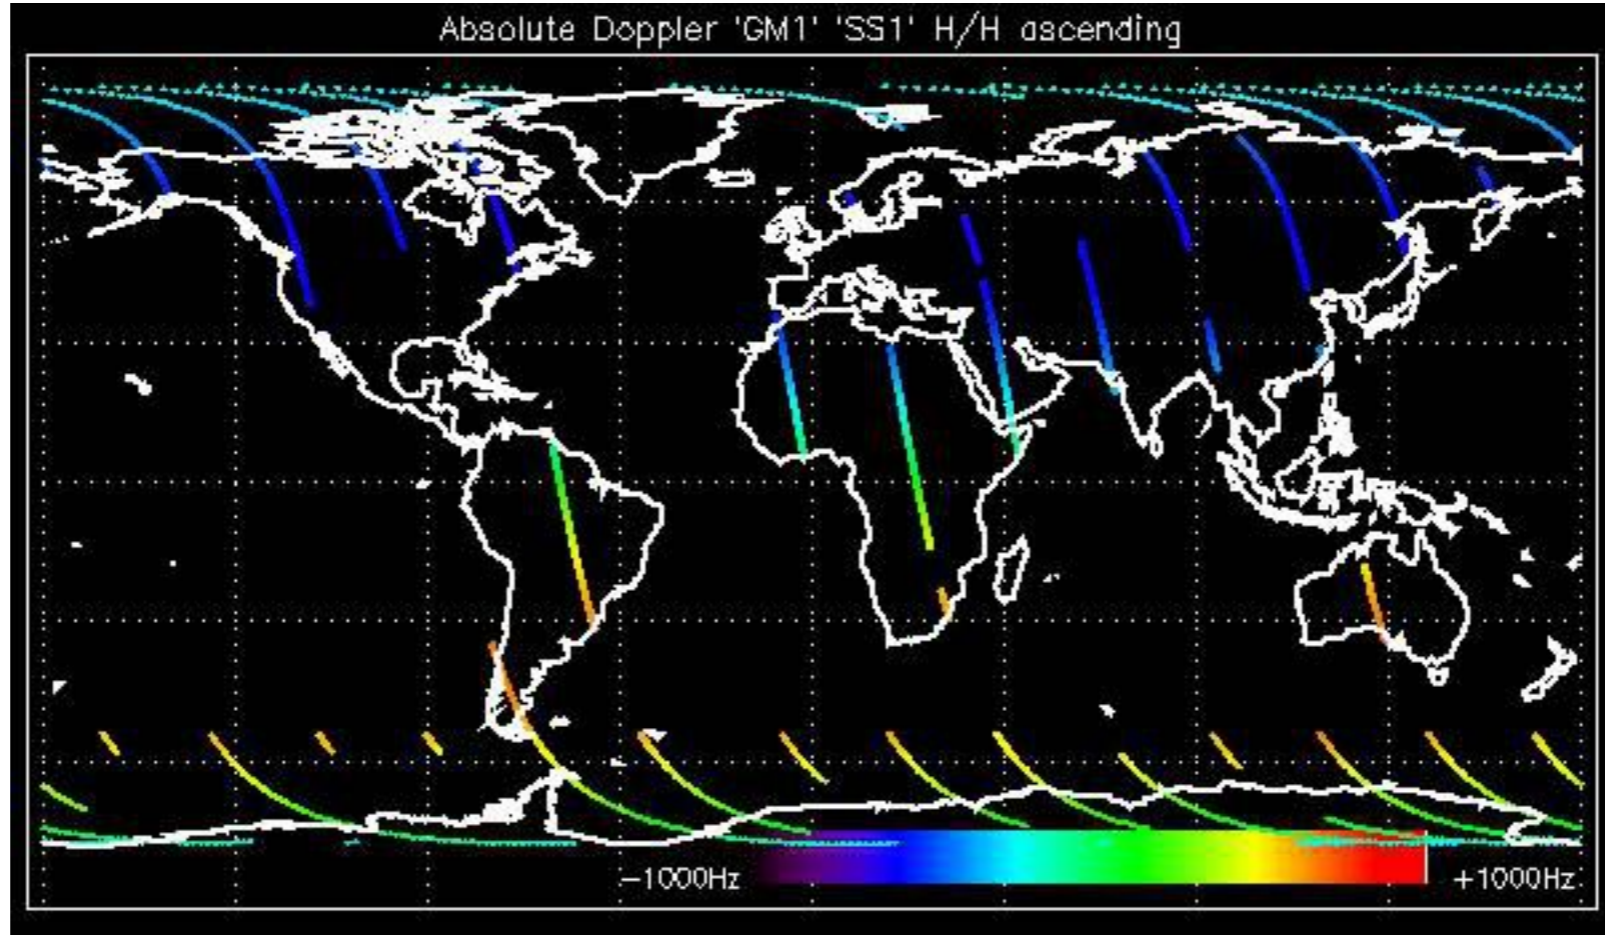 Absolute Doppler 'GM1' 'SS1' H/H ascending
−1000Hz
+1000Hz